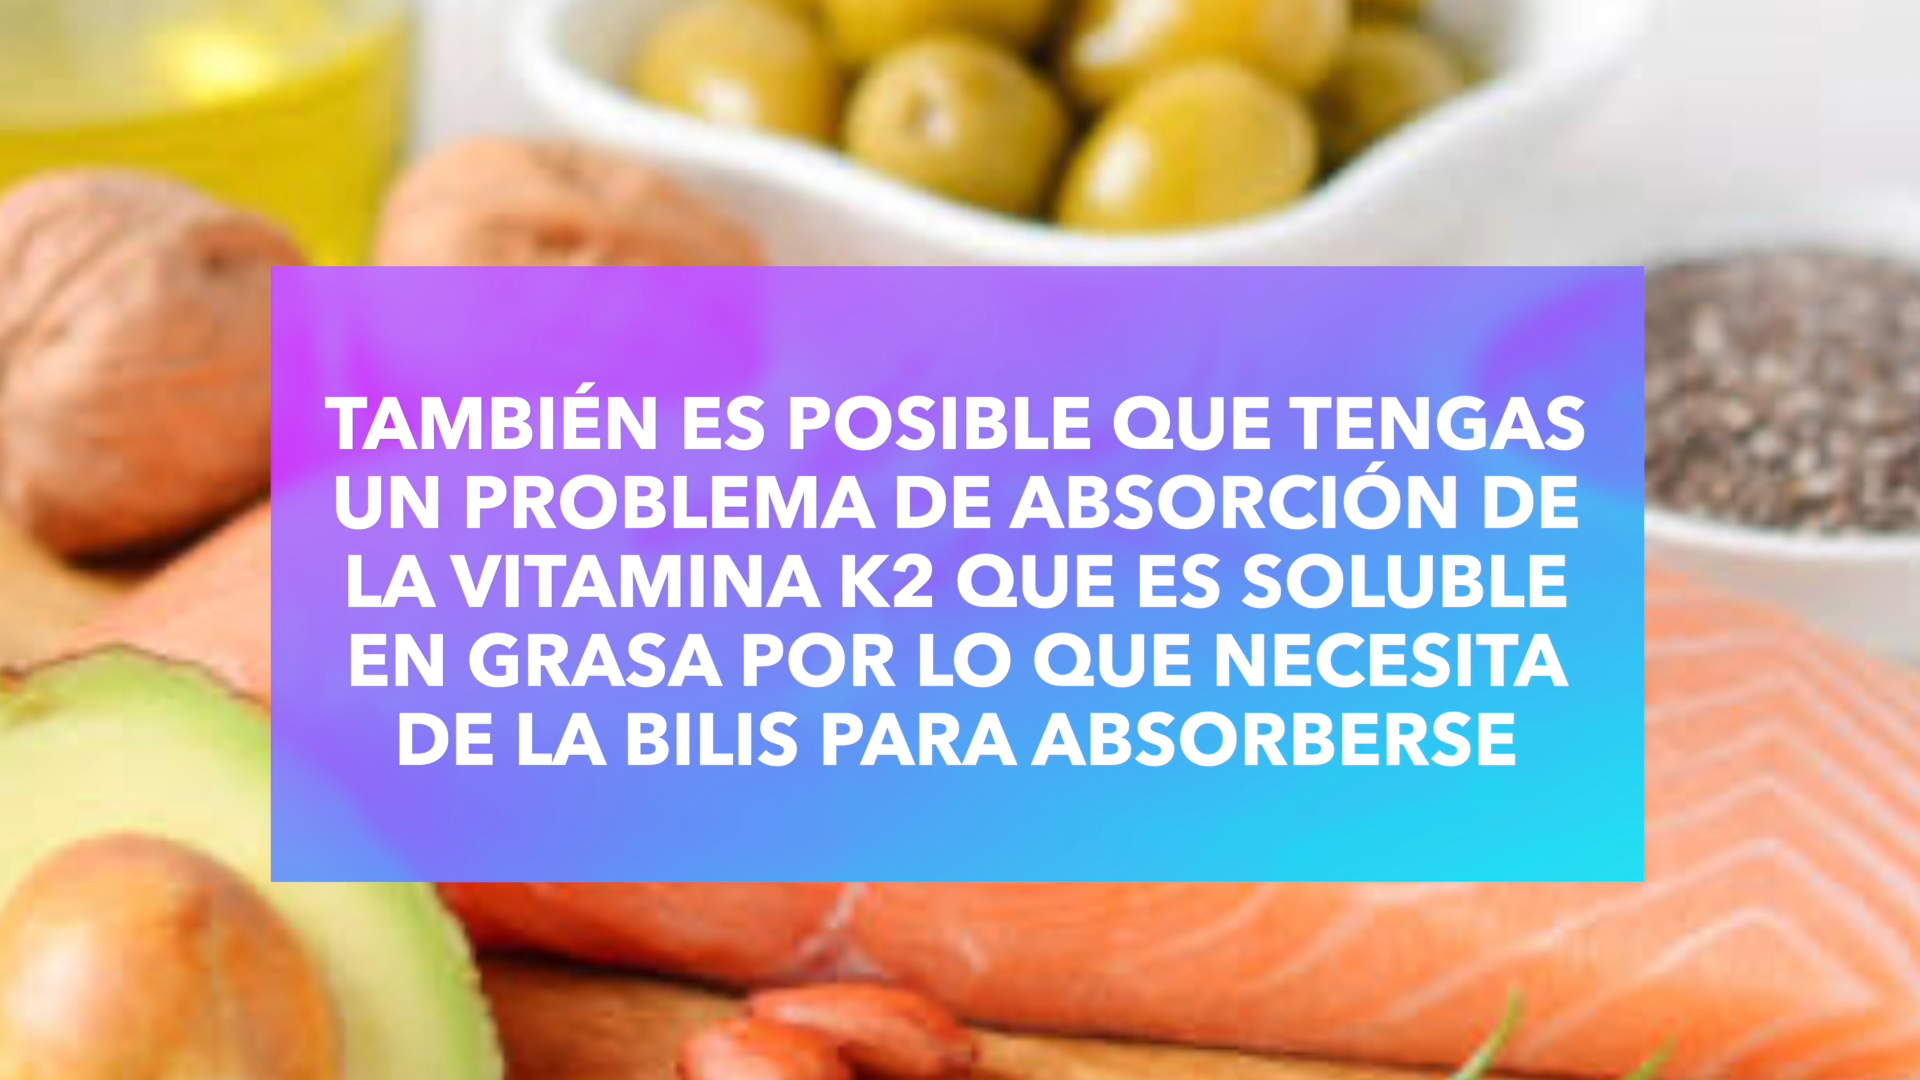 TAMBIÉN ES POSIBLE QUE TENGAS
UN PROBLEMA DE ABSORCIÓN DE
LA VITAMINA K2 QUE ES SOLUBLE
EN GRASA POR LO QUE NECESITA
DE LA BILIS PARA ABSORBERSE